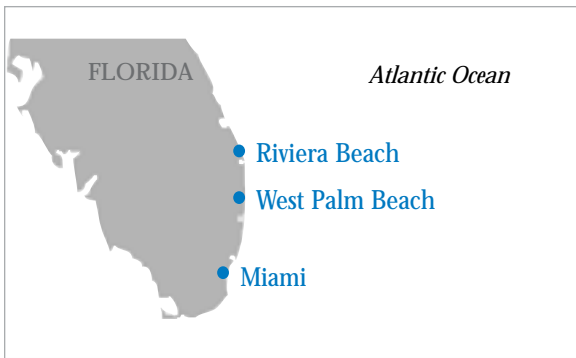 FLORIDA
Atlantic Ocean
Riviera Beach
West Palm Beach
Miami